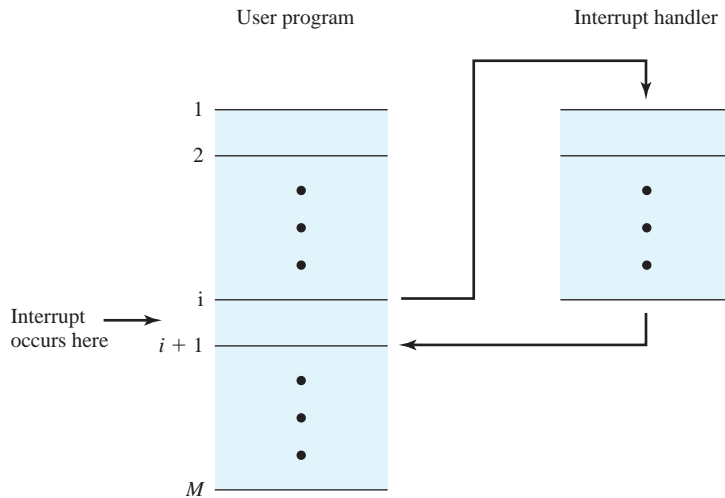 User program
Interrupt handler
1
2
i
Interrupt
occurs here
i + 1
M